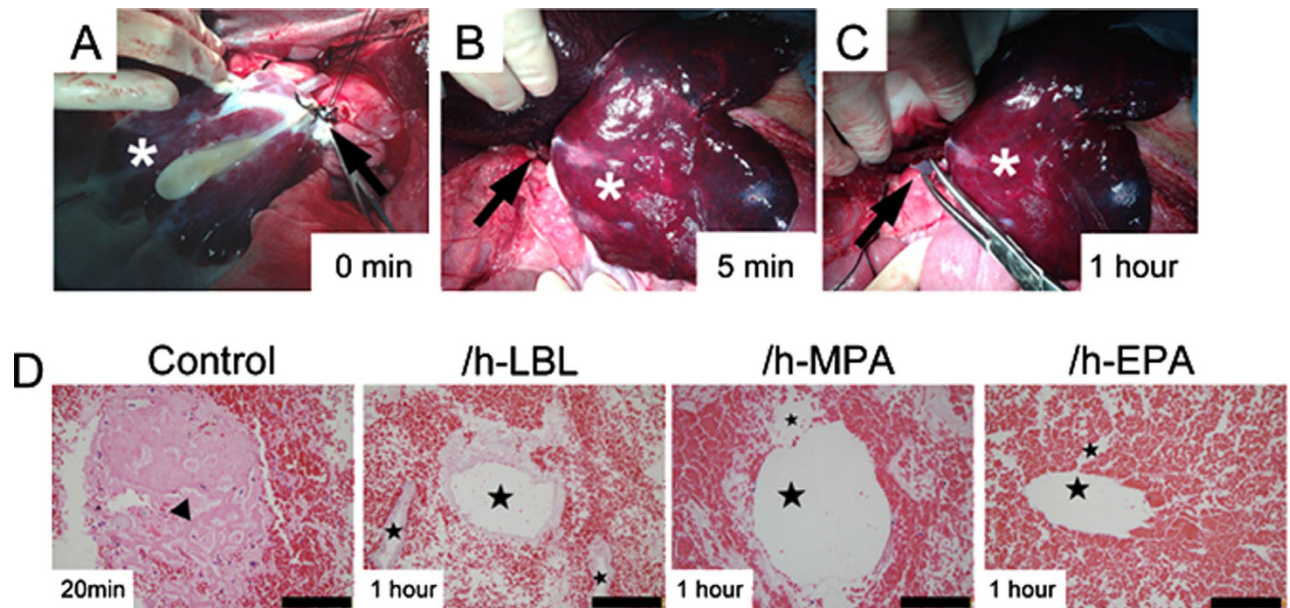 A
B
C
0 min
5 min
1 hour
D
Control
/h-LBL
/h-MPA
/h-EPA
20min
1 hour
1 hour
1 hour